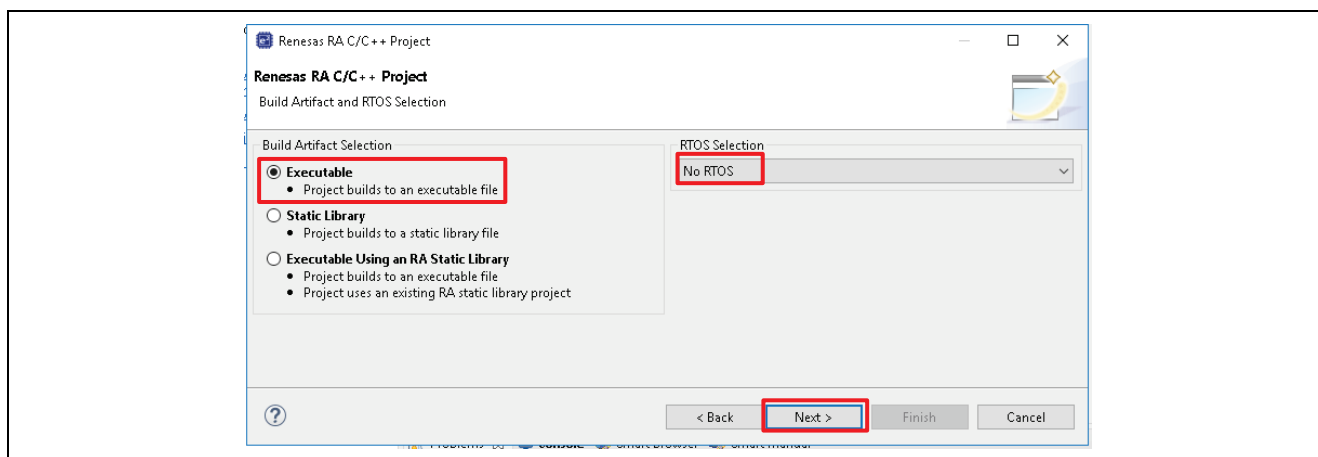 Renesas RA C/C++ Project
Renesas RA C/C++ Project
Build Artifact and RTOS Selection
Build Artifact Selection
RTOS Selection
Executable
No RTOS
• Project builds to an executable file
Static Library
• Project builds to a static library file
Executable Using an RA Static Library
• Project builds to an executable file
• Project uses an existing RA static library project
? < Back Next > Finish Cancel